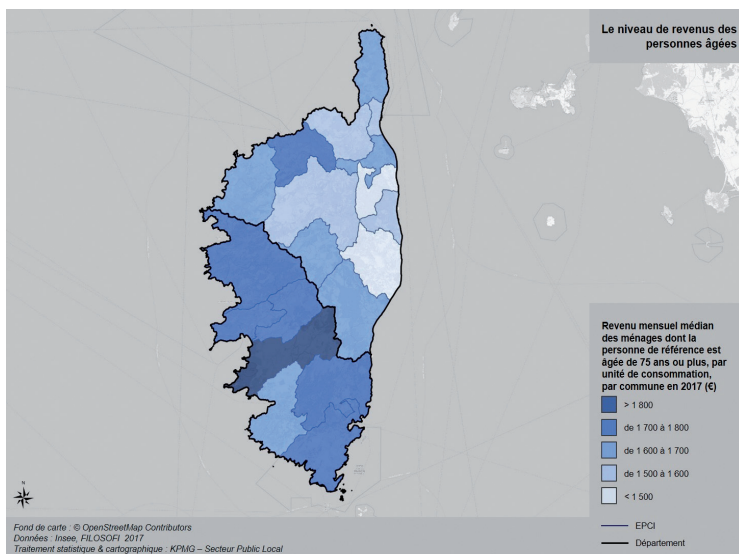 Le niveau de revenus des
personnes âgées
Revenu mensuel médian
des ménages dont la
personne de référence est
âgée de 75 ans ou plus, par
unité de consommation,
par commune en 2017 (€)
> 1 800
de 1 700 à 1 800
de 1 600 à 1 700
de 1 500 à 1 600
< 1 500
EPCI
Département
N
Fond de carte : © OpenStreetMap Contributors
Données : Insee, FILOSOFI 2017
Traitement statistique & cartographique : KPMG – Secteur Public Local